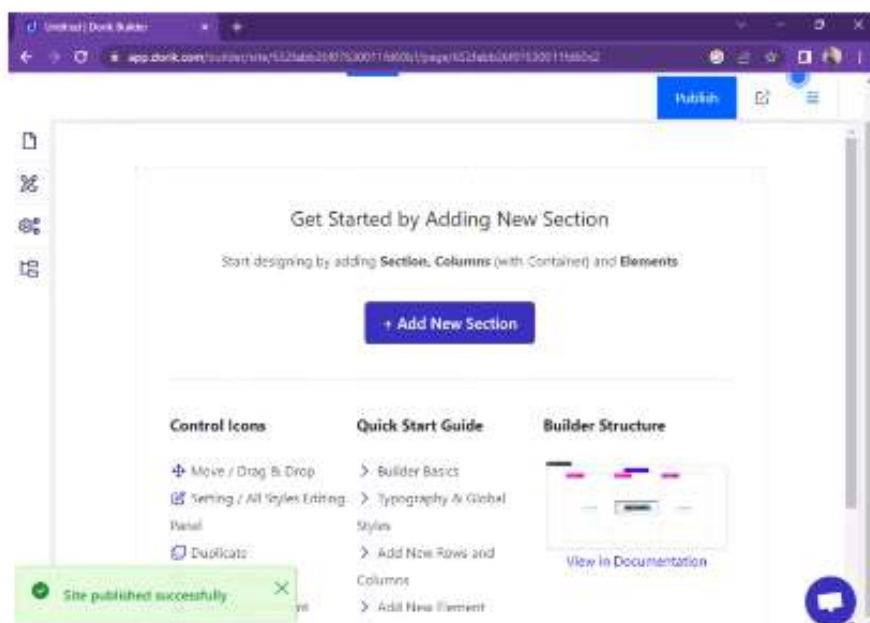 Untitled | Dorik Builder
Publish
Get Started by Adding New Section
Start designing by adding Section, Columns (with Container) and Elements
+ Add New Section
Control Icons
Move / Drag & Drop
Setting / All Styles Editing
Panel
Duplicate
Quick Start Guide
> Builder Basics
> Typography & Global
Styles
> Add New Rows and
Columns
> Add New Element
Builder Structure
View in Documentation
Site published successfully